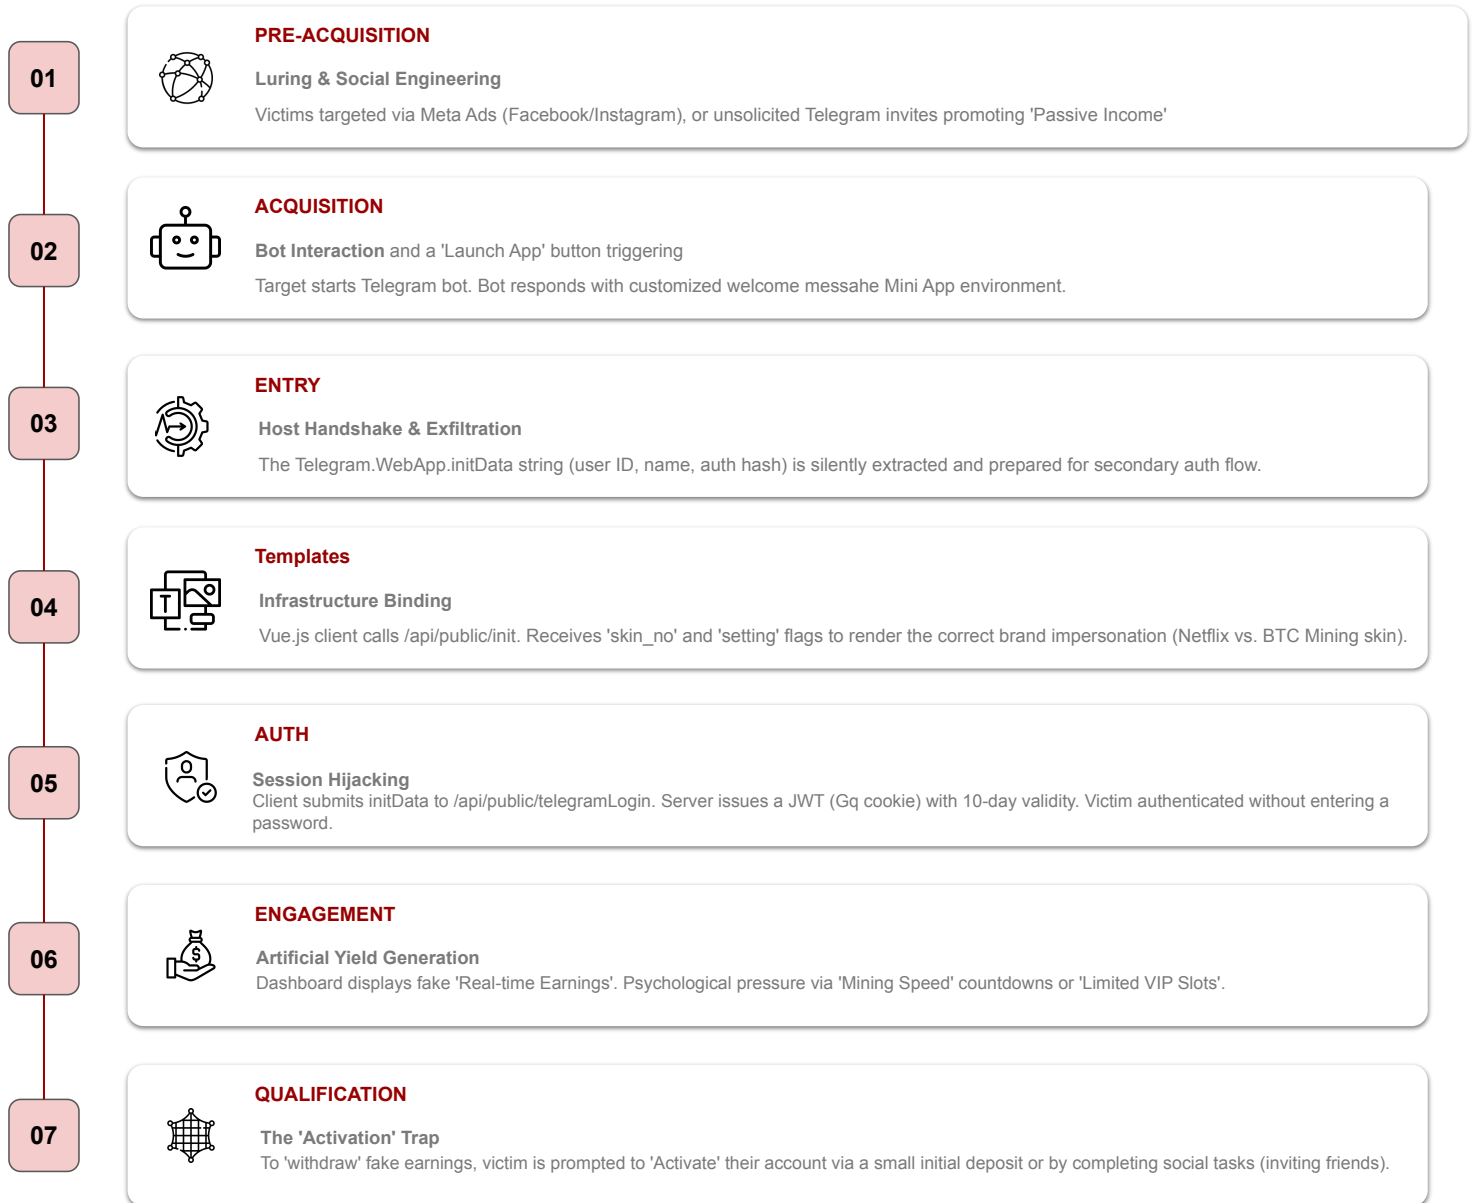 01
PRE-ACQUISITION
Luring & Social Engineering
Victims targeted via Meta Ads (Facebook/Instagram), or unsolicited Telegram invites promoting 'Passive Income'
02
ACQUISITION
Bot Interaction and a 'Launch App' button triggering
Target starts Telegram bot. Bot responds with customized welcome messahe Mini App environment.
03
ENTRY
Host Handshake & Exfiltration
The Telegram.WebApp.initData string (user ID, name, auth hash) is silently extracted and prepared for secondary auth flow.
04
T
Templates
Infrastructure Binding
Vue.js client calls /api/public/init. Receives 'skin_no' and 'setting' flags to render the correct brand impersonation (Netflix vs. BTC Mining skin).
05
AUTH
Session Hijacking
Client submits initData to /api/public/telegramLogin. Server issues a JWT (Gq cookie) with 10-day validity. Victim authenticated without entering a
password.
06
$
ENGAGEMENT
Artificial Yield Generation
Dashboard displays fake 'Real-time Earnings'. Psychological pressure via 'Mining Speed' countdowns or 'Limited VIP Slots'.
07
QUALIFICATION
The 'Activation' Trap
To 'withdraw' fake earnings, victim is prompted to 'Activate' their account via a small initial deposit or by completing social tasks (inviting friends).